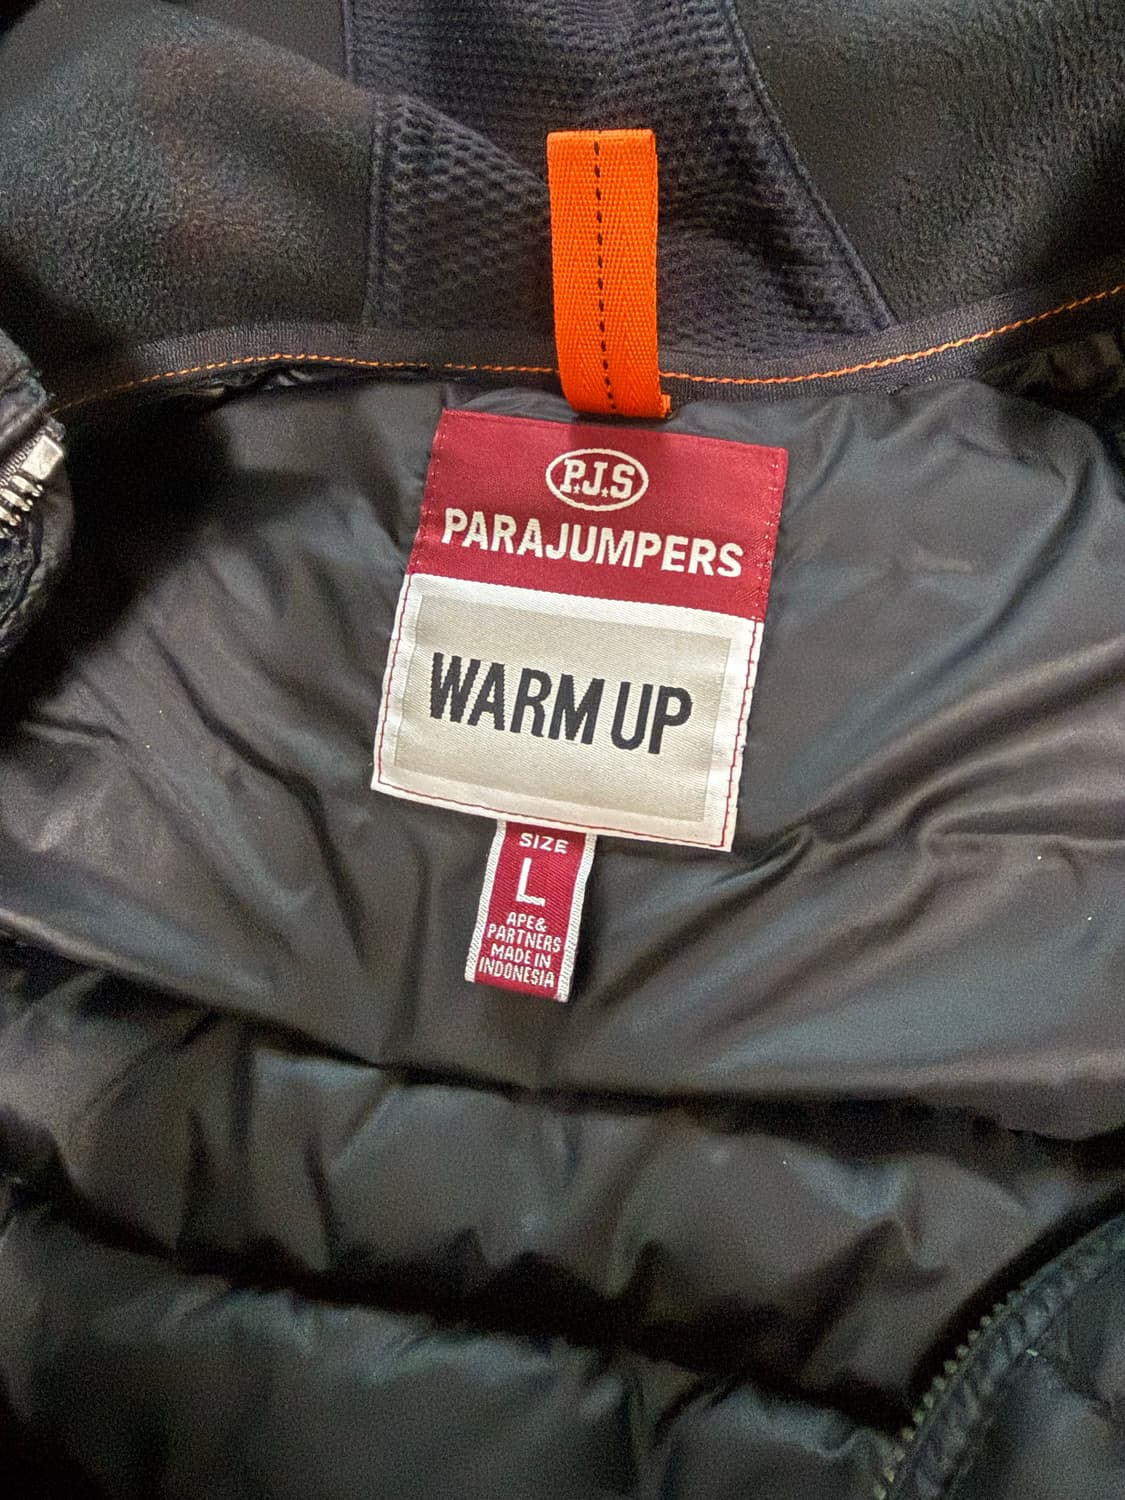 P.J.S
PARAJUMPERS
WARM UP
SIZE
L
APE&
PARTNERS
MADE IN
INDONESIA